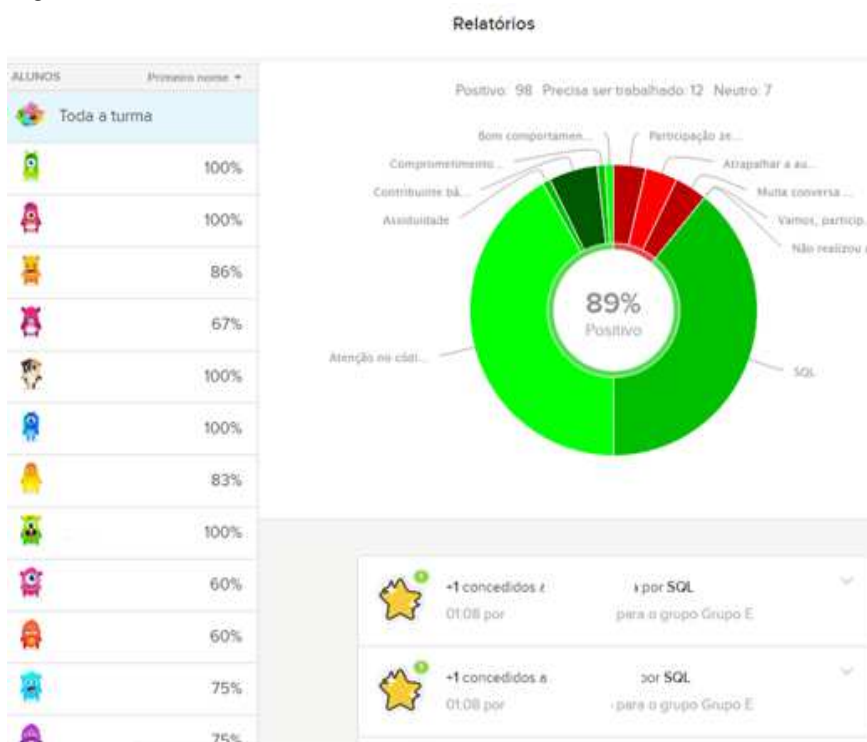 Relatórios
ALUNOS Primeiro nome
Toda a turma
100%
100%
86%
67%
100%
100%
83%
100%
60%
60%
75%
75%
Positivo: 98 Precisa ser trabalhado: 12 Neutro: 7
Bom comportamen...
Participação ze...
Comprometimento...
Atrapalhar a au...
Contribuinte bá...
Muita conversa ...
Assiduidade
Vamos, particip.
Não realizou
89%
Positivo
Atenção no códi...
SQL
+1 concedidos por SQL
01:08 por para o grupo Grupo E
+1 concedidos a por SQL
01:08 por para o grupo Grupo E